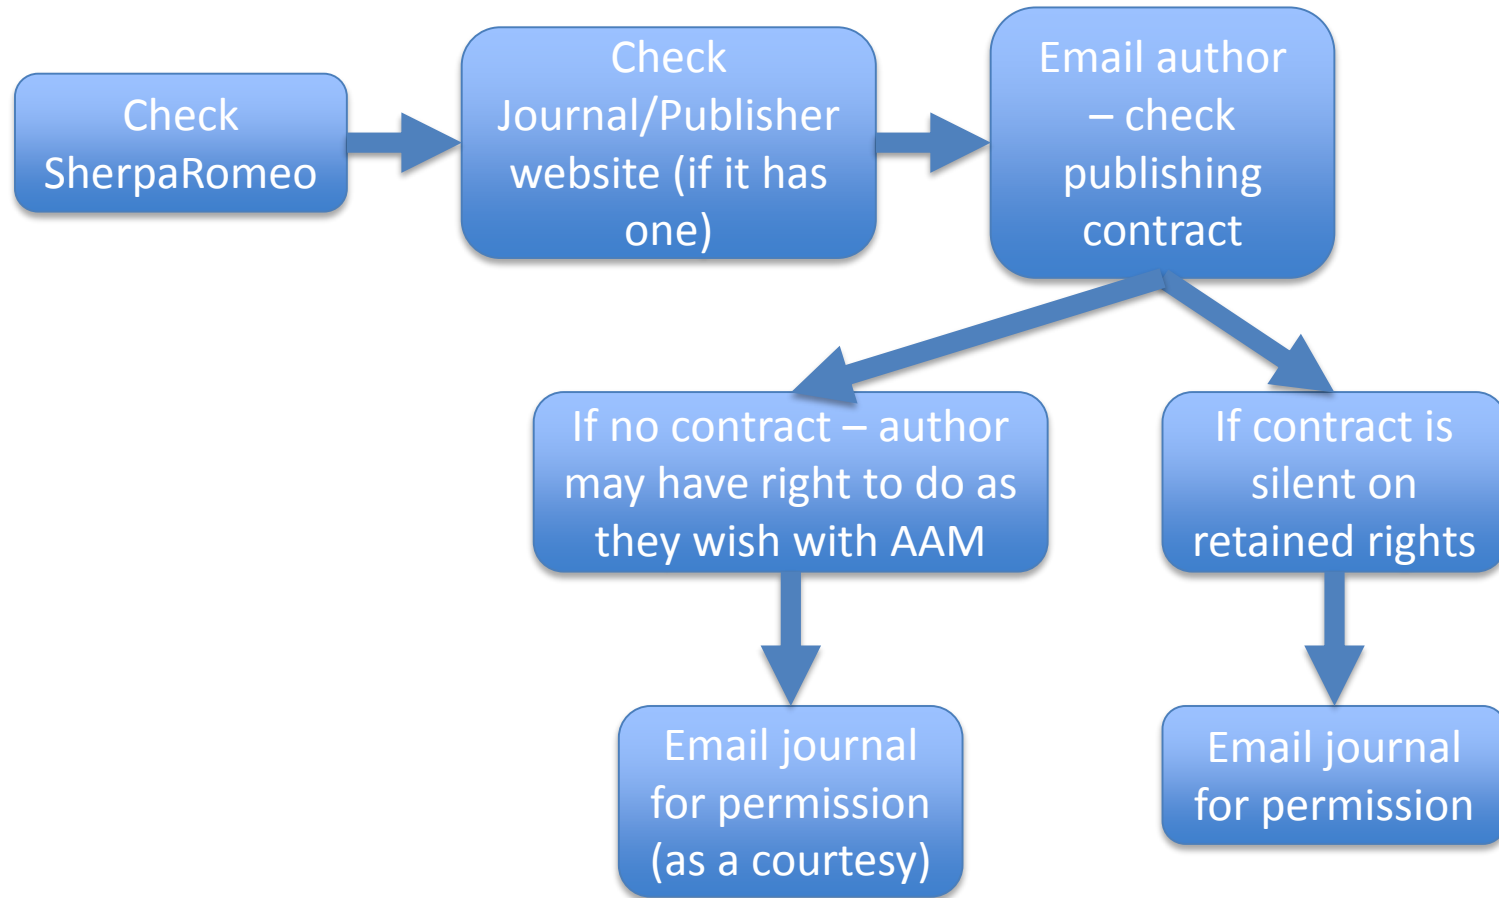 Check
SherpaRomeo
Check
Journal/Publisher
website (if it has
one)
Email author
– check
publishing
contract
If no contract – author
may have right to do as
they wish with AAM
If contract is
silent on
retained rights
Email journal
for permission
(as a courtesy)
Email journal
for permission